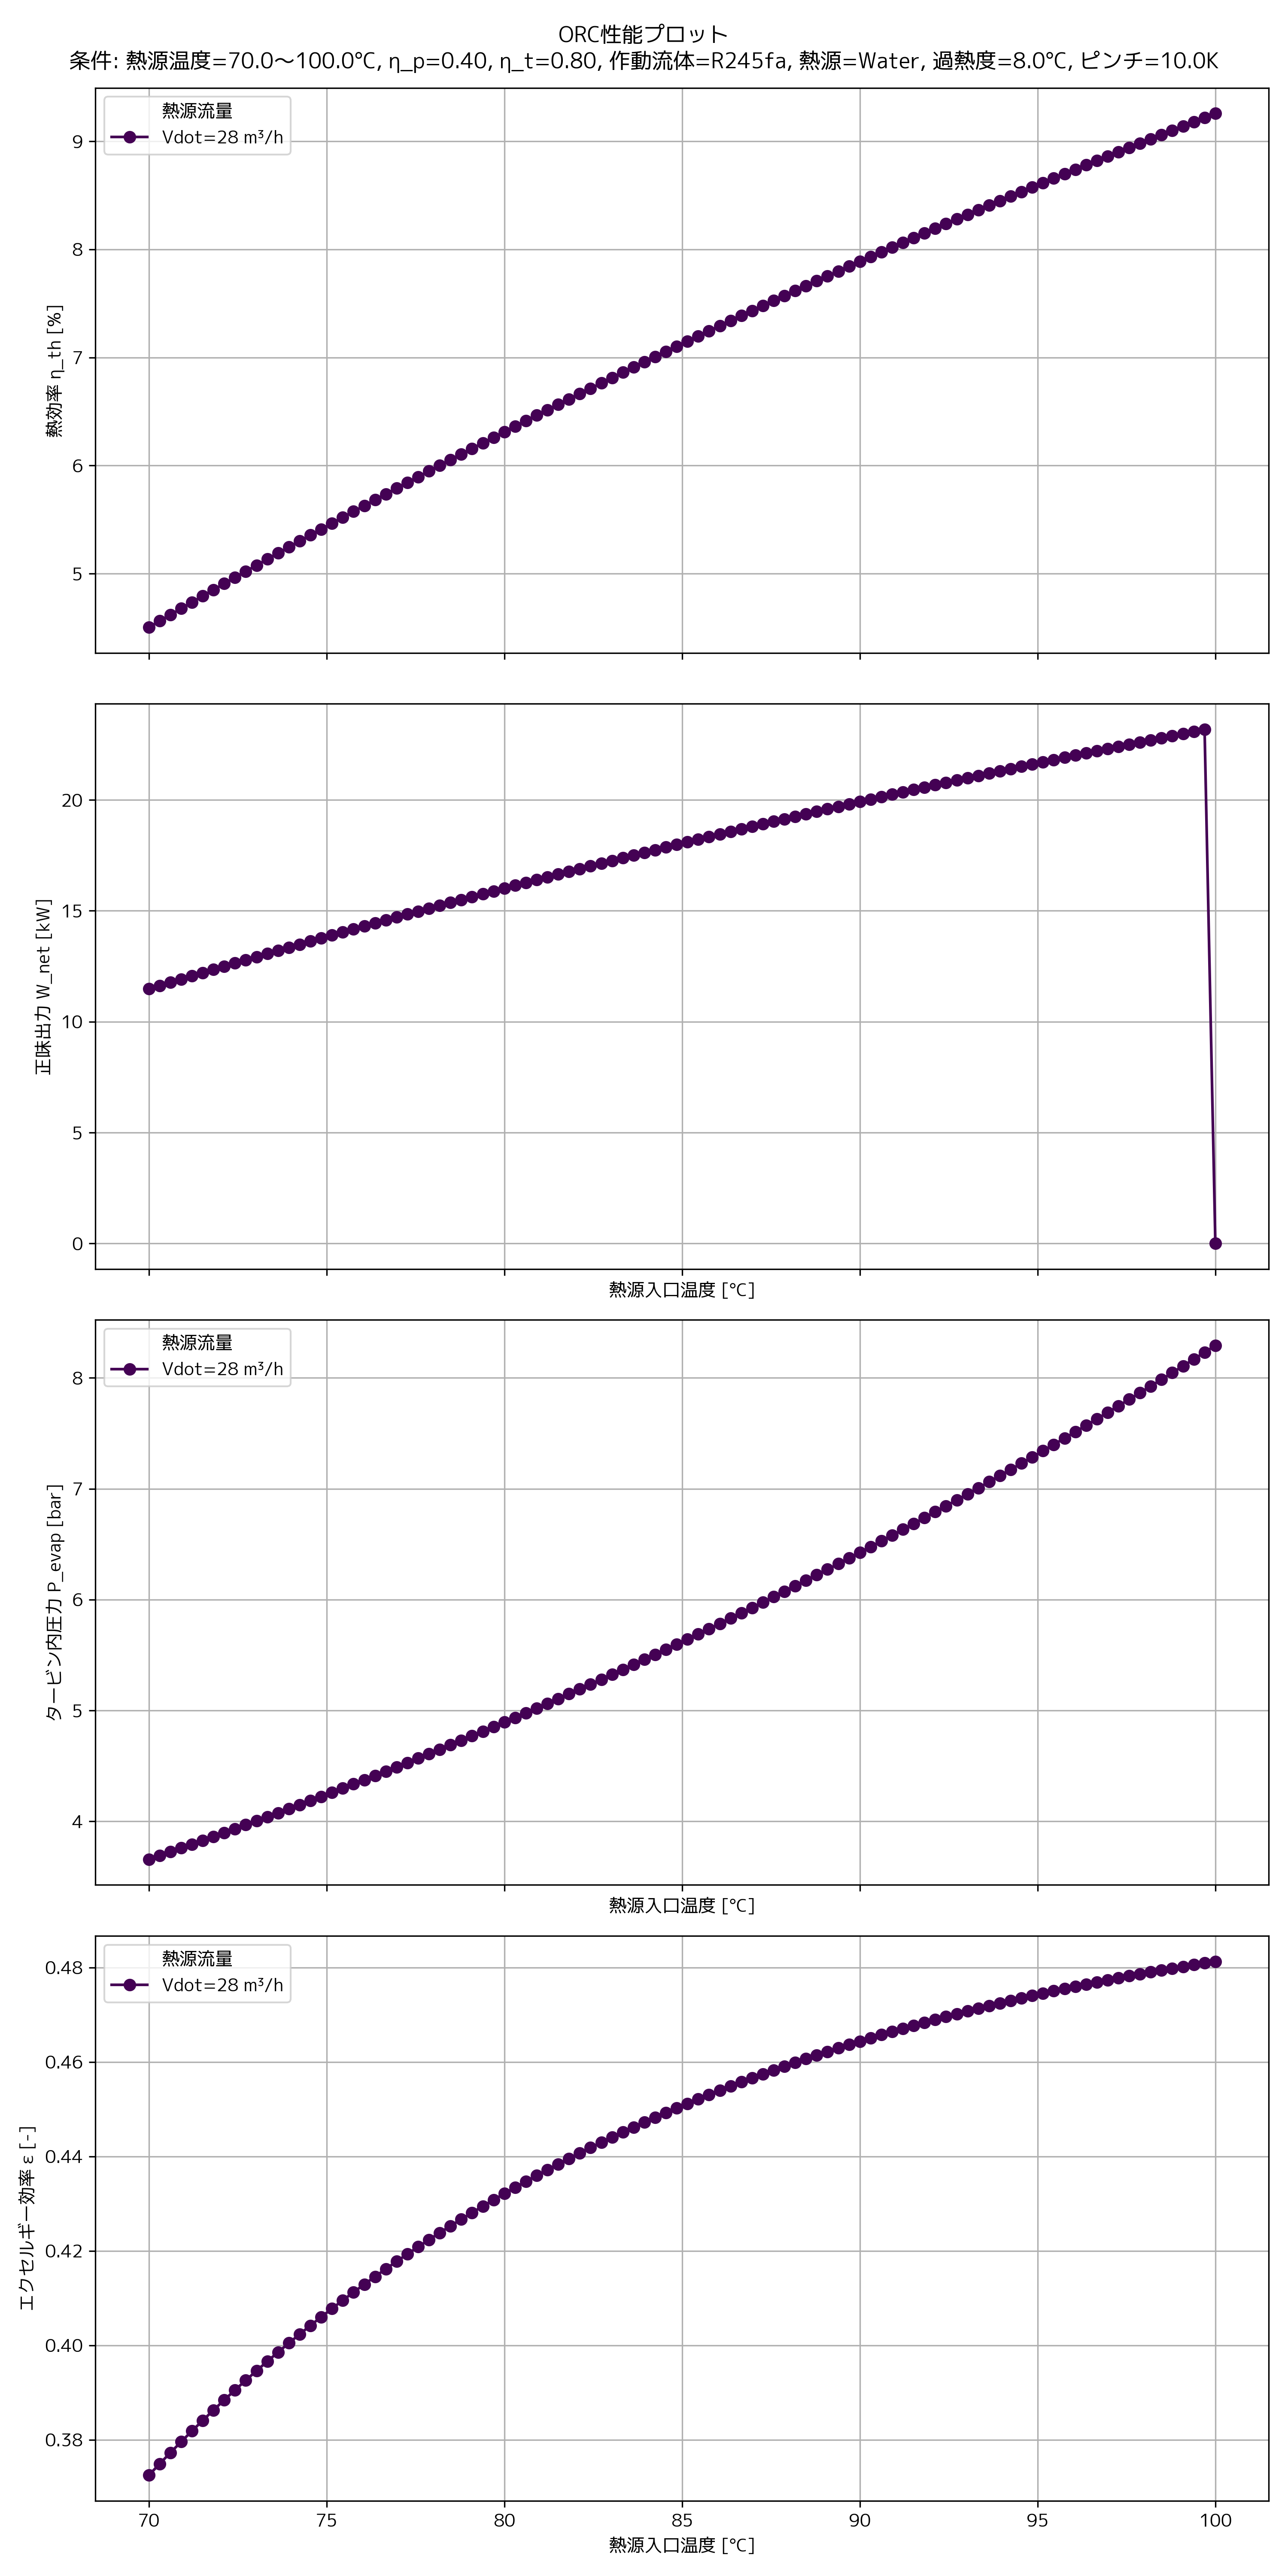 ORC性能プロット
条件: 熱源温度=70.0～100.0℃, η_p=0.40, η_t=0.80, 作動流体=R245fa, 熱源=Water, 過熱度=8.0℃, ピンチ=10.0K
熱源流量
Vdot=28 m³/h
熱効率 η_th [%]
9
8
7
6
5
正味出力 W_net [kW]
20
15
10
5
0
熱源入口温度 [℃]
熱源流量
Vdot=28 m³/h
タービン内圧力 P_evap [bar]
8
7
6
5
4
熱源入口温度 [℃]
熱源流量
Vdot=28 m³/h
エクセルギー効率 ε [-]
0.48
0.46
0.44
0.42
0.40
0.38
70 75 80 85 90 95 100
熱源入口温度 [℃]